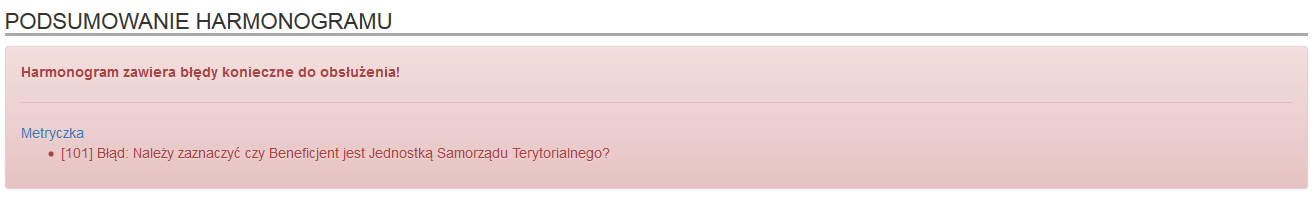 PODSUMOWANIE HARMONOGRAMU
Harmonogram zawiera błędy konieczne do obsłużenia!
Metryczka
• [101] Błąd: Należy zaznaczyć czy Beneficjent jest Jednostką Samorządu Terytorialnego?